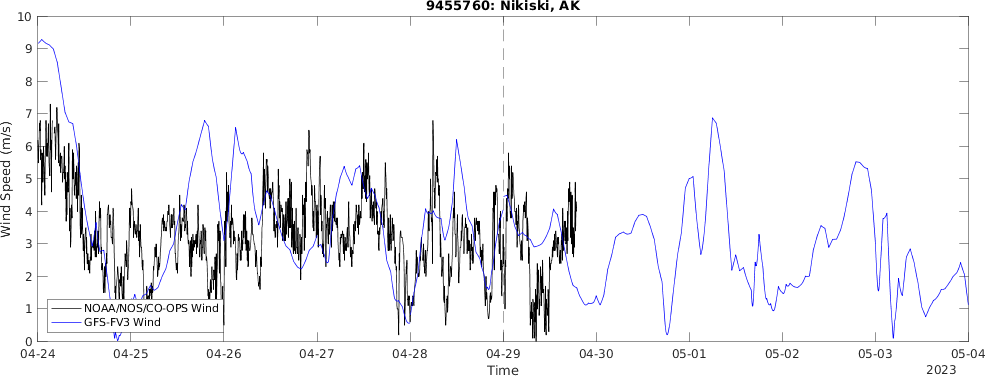 9455760: Nikiski, AK
10
9
8
7
6
5
4
3
2
1
0
Wind Speed (m/s)
NOAA/NOS/CO-OPS Wind
GFS-FV3 Wind
04-24 04-25 04-26 04-27 04-28 04-29 04-30 05-01 05-02 05-03 05-04
Time
2023